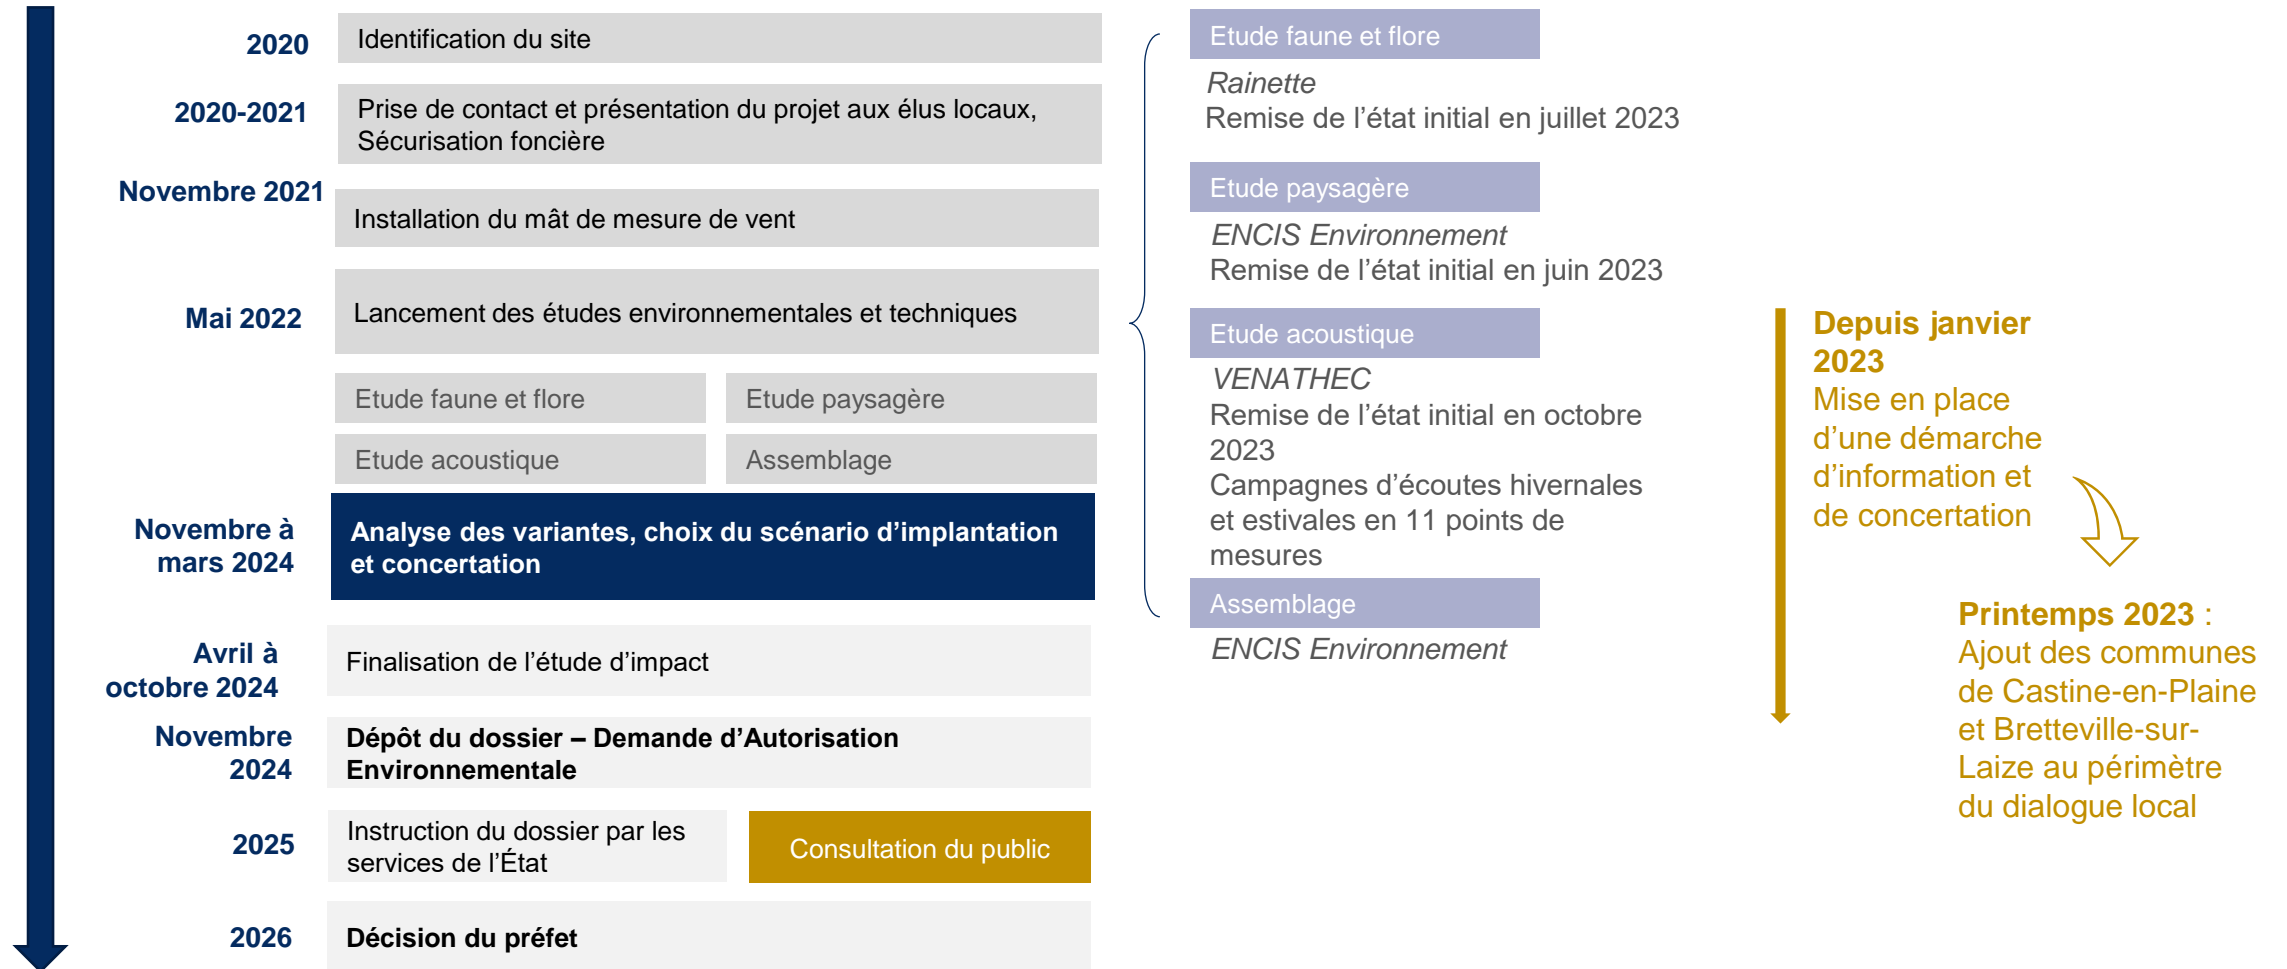 2020
Identification du site
2020-2021
Prise de contact et présentation du projet aux élus locaux,
Sécurisation foncière
Novembre 2021
Installation du mât de mesure de vent
Mai 2022
Lancement des études environnementales et techniques
Etude faune et flore
Etude paysagère
Etude acoustique
Assemblage
Novembre à
mars 2024
Analyse des variantes, choix du scénario d’implantation
et concertation
Avril à
octobre 2024
Finalisation de l’étude d’impact
Novembre
2024
Dépôt du dossier – Demande d’Autorisation
Environnementale
2025
Instruction du dossier par les
services de l’État
Consultation du public
2026
Décision du préfet
Etude faune et flore
Rainette
Remise de l’état initial en juillet 2023
Etude paysagère
ENCIS Environnement
Remise de l’état initial en juin 2023
Etude acoustique
VENATHEC
Remise de l’état initial en octobre
2023
Campagnes d’écoutes hivernales
et estivales en 11 points de
mesures
Assemblage
ENCIS Environnement
Depuis janvier
2023
Mise en place
d’une démarche
d’information et
de concertation
Printemps 2023 :
Ajout des communes
de Castine-en-Plaine
et Bretteville-sur-
Laize au périmètre
du dialogue local